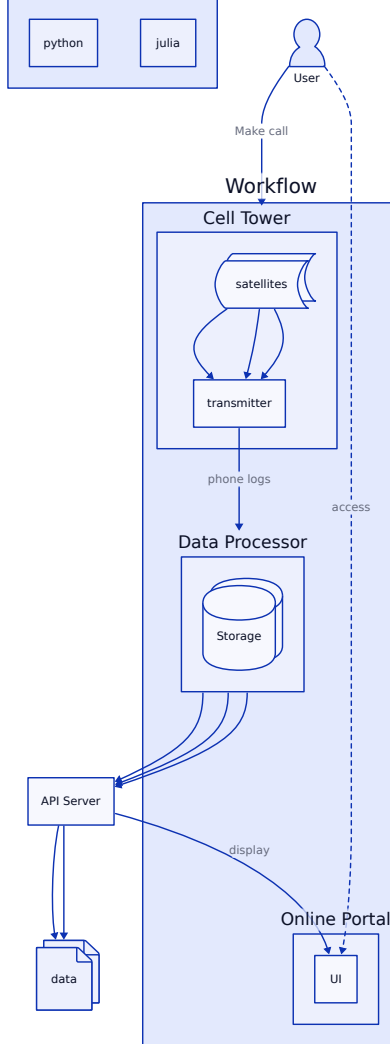 python
julia
User
Make call
Workflow
Cell Tower
satellites
transmitter
phone logs
access
Data Processor
Storage
API Server
display
Online Portal
data
UI